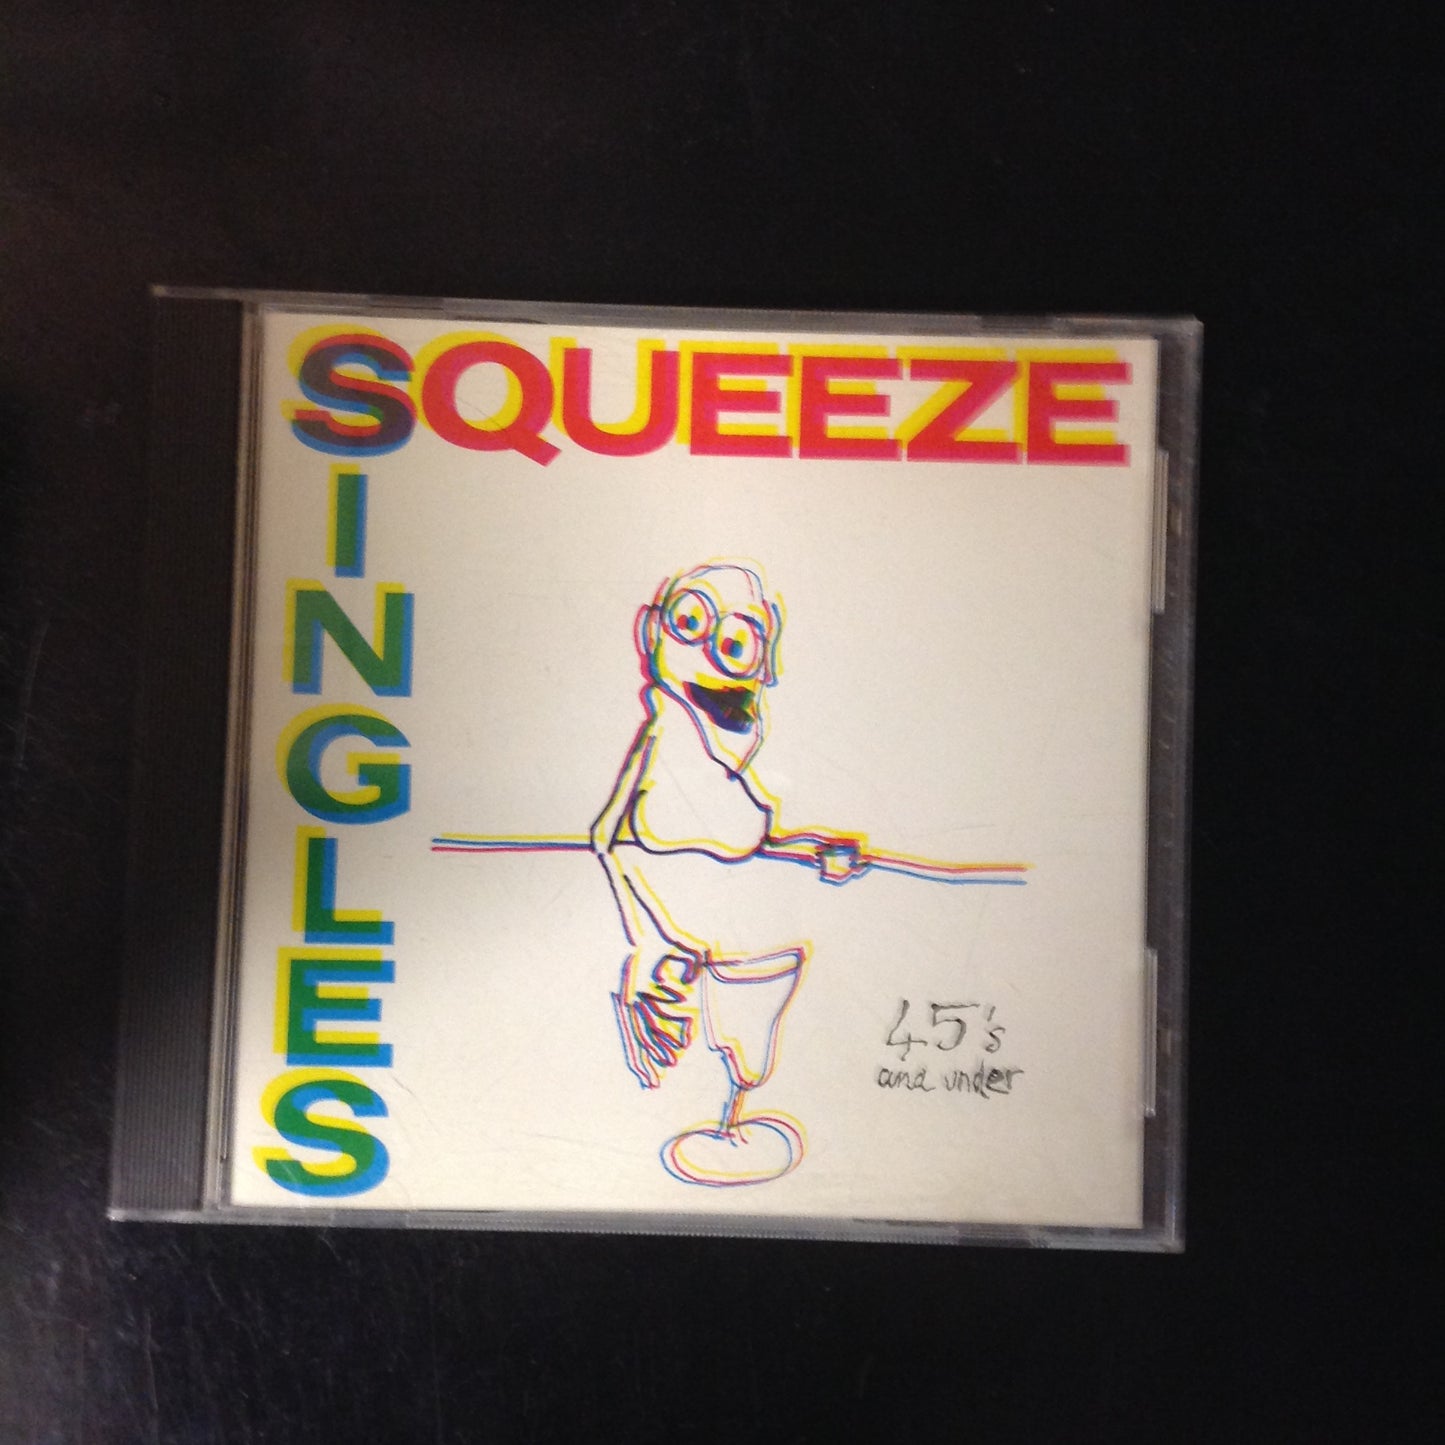 SQUEEZE
SINGLES
45's
and under